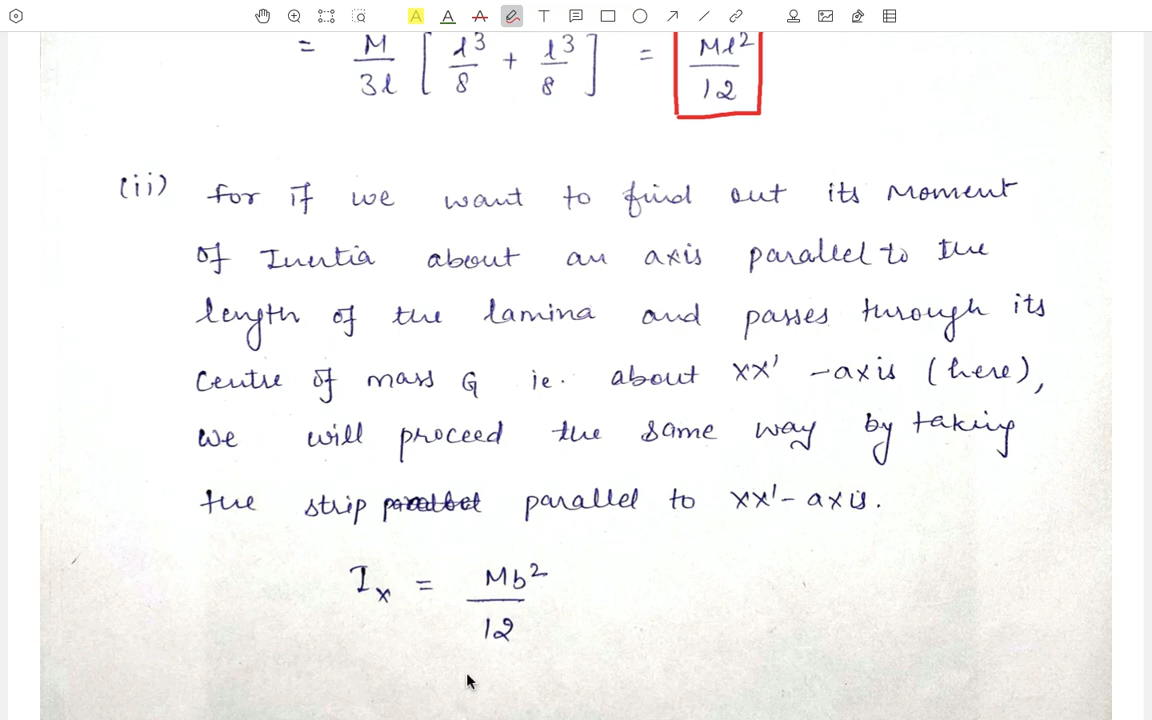 = M/3l [ l³/8 + l³/8 ] = Ml²/12
(ii) for if we want to find out its Moment
of Inertia about an axis parallel to the
length of the lamina and passes through its
Centre of mass G ie. about xx' -axis (here),
we will proceed the same way by taking
the strip parallel to xx'- axis.
Iₓ = Mb²/12